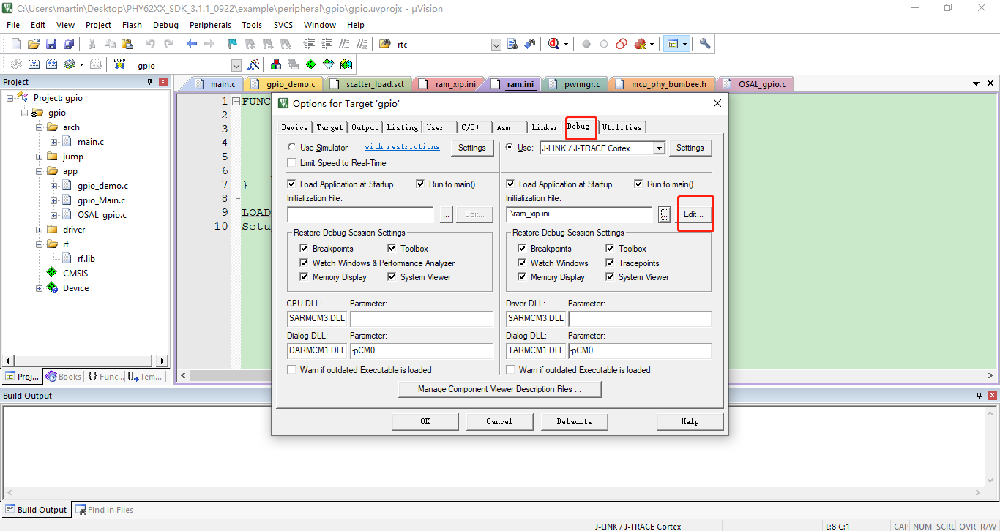 C:\Users\martin\Desktop\PHY62XX_SDK_3.1.1_0922\example\peripheral\gpio\gpio.uvprojx - µVision
File Edit View Project Flash Debug Peripherals Tools SVCS Window Help
rtc
LOAD gpio
Project
main.c gpio_demo.c scatter_load.sct ram_xip.ini ram.ini pwrmgr.c mcu_phy_bumbee.h OSAL_gpio.c
Project: gpio
gpio
arch
main.c
jump
app
gpio_demo.c
gpio_Main.c
OSAL_gpio.c
driver
rf
rf.lib
CMSIS
Device
Proj... Books {} Func... Tem...
1 FUNC
2
3
4
5
6
7 }
8
9 LOAD
10 Setu
Options for Target 'gpio'
Device Target Output Listing User C/C++ Asm Linker Debug Utilities
Use Simulator with restrictions Settings
Limit Speed to Real-Time
Use: J-LINK / J-TRACE Cortex Settings
Load Application at Startup Run to main()
Initialization File:
... Edit...
Load Application at Startup Run to main()
Initialization File:
.\ram_xip.ini ... Edit...
Restore Debug Session Settings
Breakpoints Toolbox
Watch Windows & Performance Analyzer
Memory Display System Viewer
Restore Debug Session Settings
Breakpoints Toolbox
Watch Windows Tracepoints
Memory Display System Viewer
CPU DLL: Parameter:
SARMCM3.DLL
Dialog DLL: Parameter:
DARMCM1.DLL -pCM0
Warn if outdated Executable is loaded
Driver DLL: Parameter:
SARMCM3.DLL
Dialog DLL: Parameter:
TARMCM1.DLL -pCM0
Warn if outdated Executable is loaded
Manage Component Viewer Description Files ...
OK Cancel Defaults Help
Build Output
Build Output Find In Files
J-LINK / J-TRACE Cortex L:8 C:1 CAP NUM SCRL OVR R/W